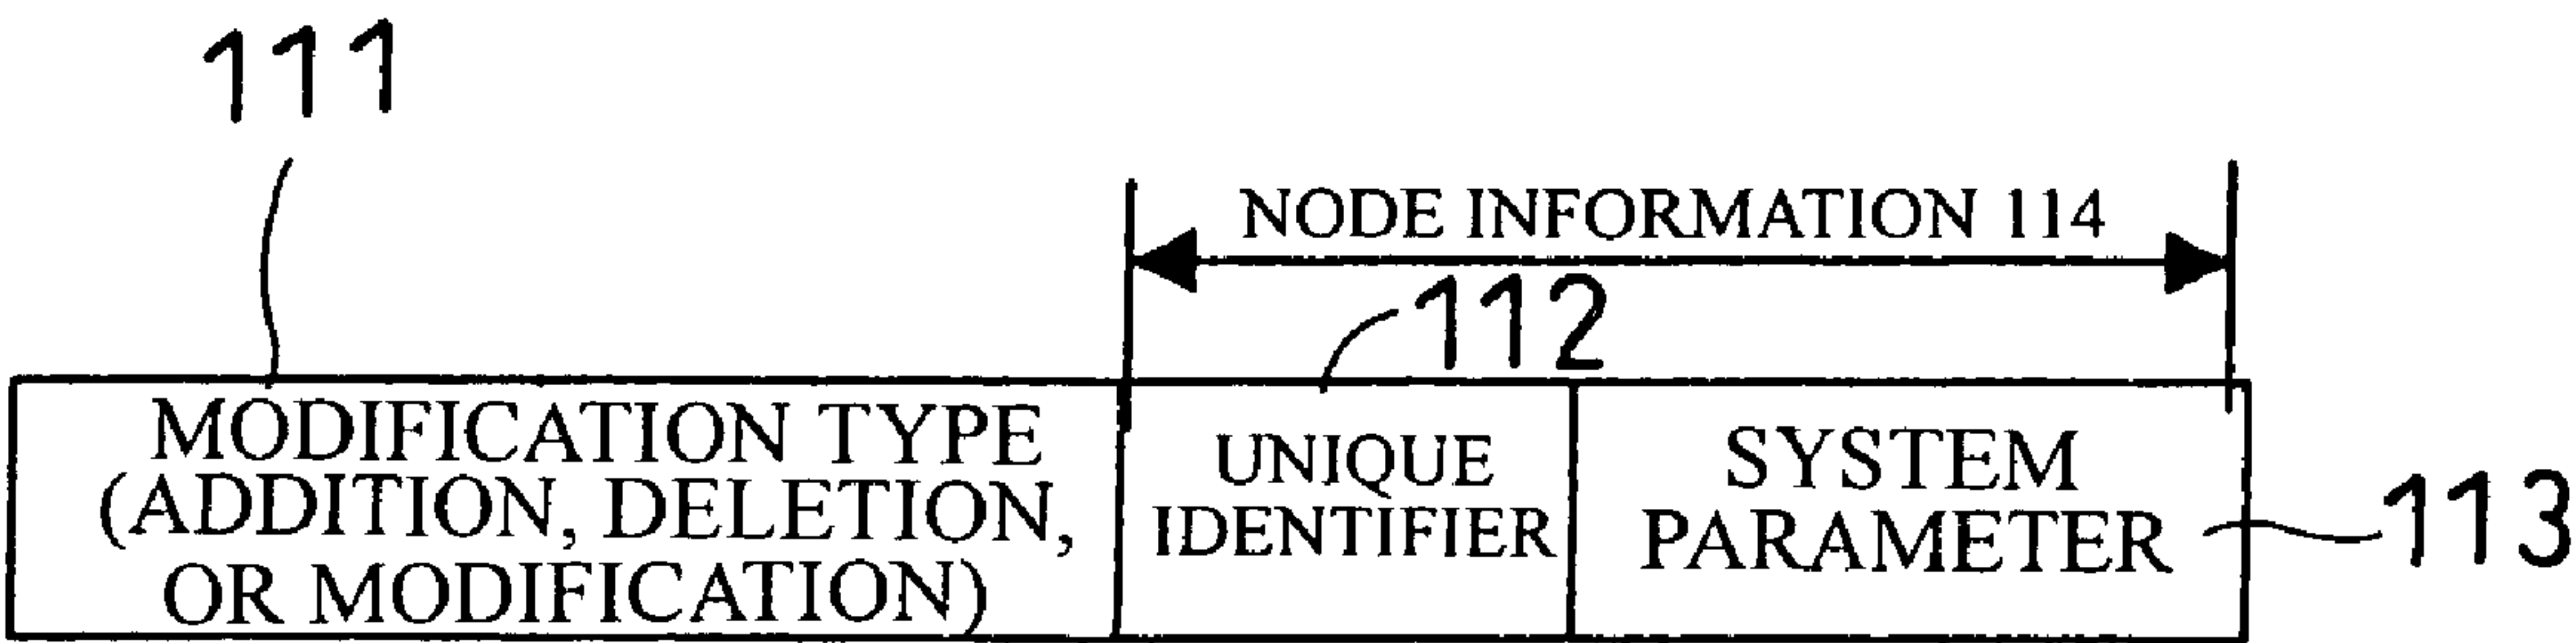 111
NODE INFORMATION 114
112
MODIFICATION TYPE
(ADDITION, DELETION,
OR MODIFICATION)
UNIQUE
IDENTIFIER
SYSTEM
PARAMETER
113